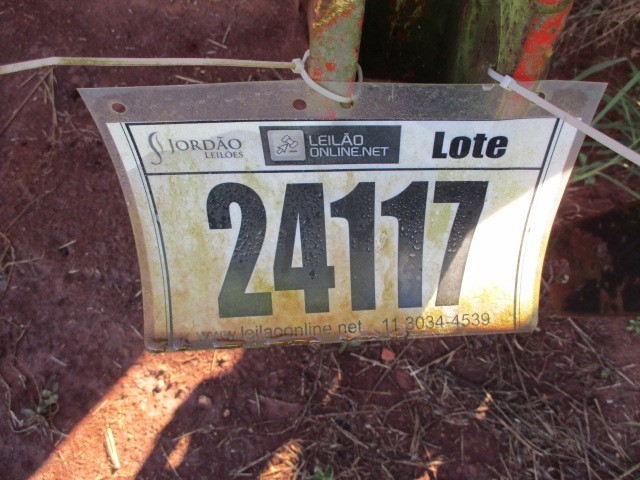 JORDÃO
LEILÕES
LEILÃO
ONLINE.NET
Lote
24117
www.leilaoonline.net 11 3034-4539